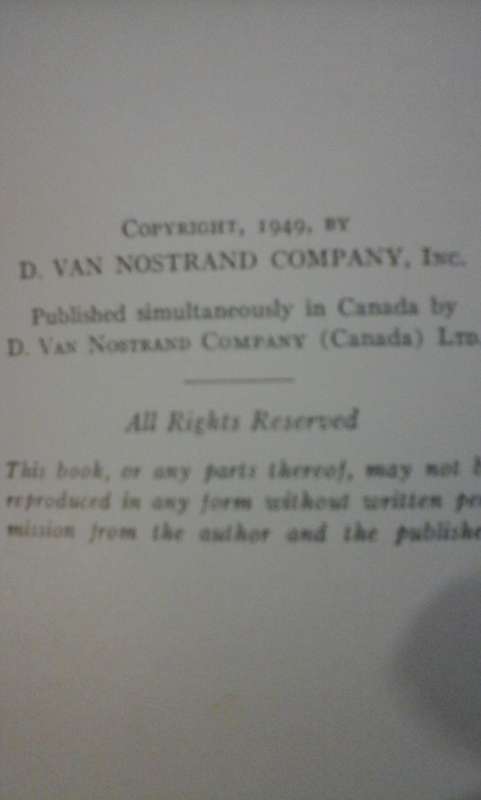 COPYRIGHT, 1949, BY
D. VAN NOSTRAND COMPANY, INC.
Published simultaneously in Canada by
D. VAN NOSTRAND COMPANY (Canada) LTD.
All Rights Reserved
This book, or any parts thereof, may not b
reproduced in any form without written per
mission from the author and the publishe